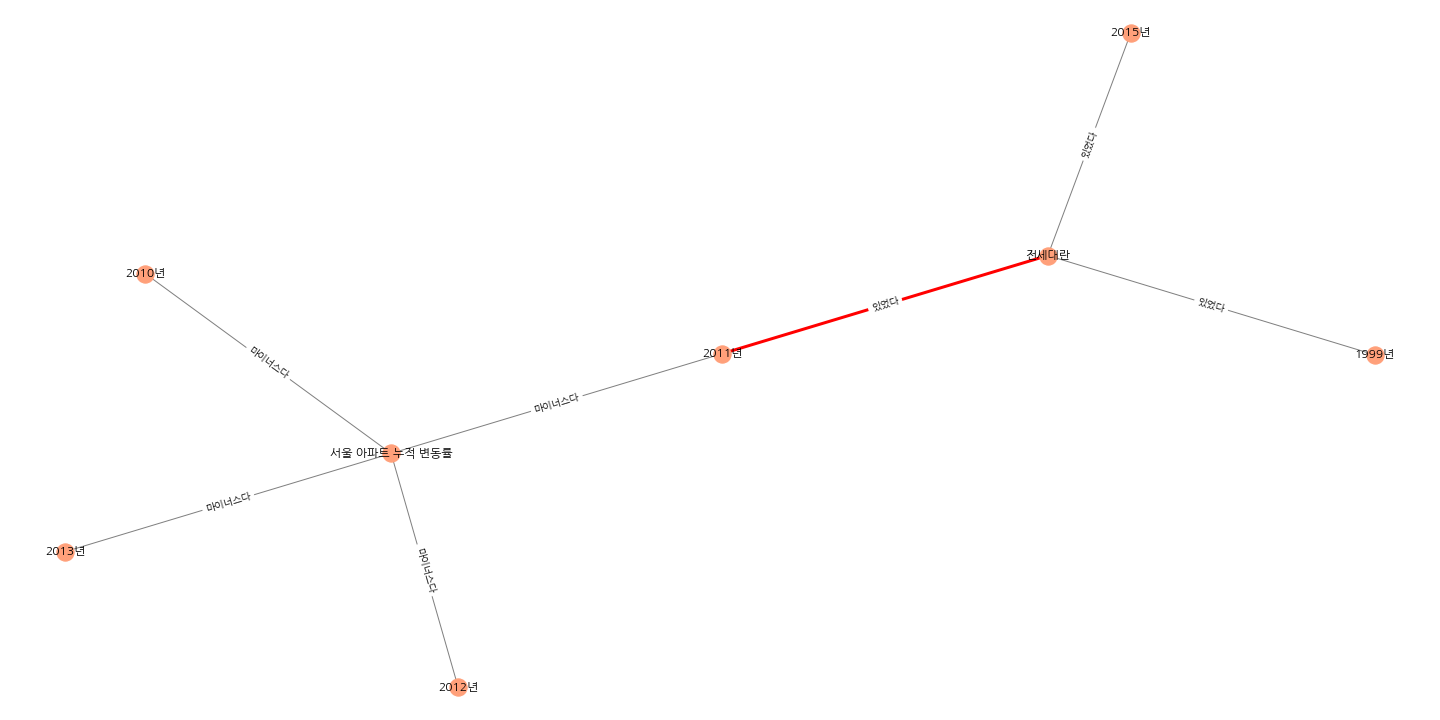 2015년
있었다
전세대란
2010년
있었다
있었다
2011년
1999년
마이너스다
마이너스다
서울 아파트 누적 변동률
마이너스다
2013년
마이너스다
2012년